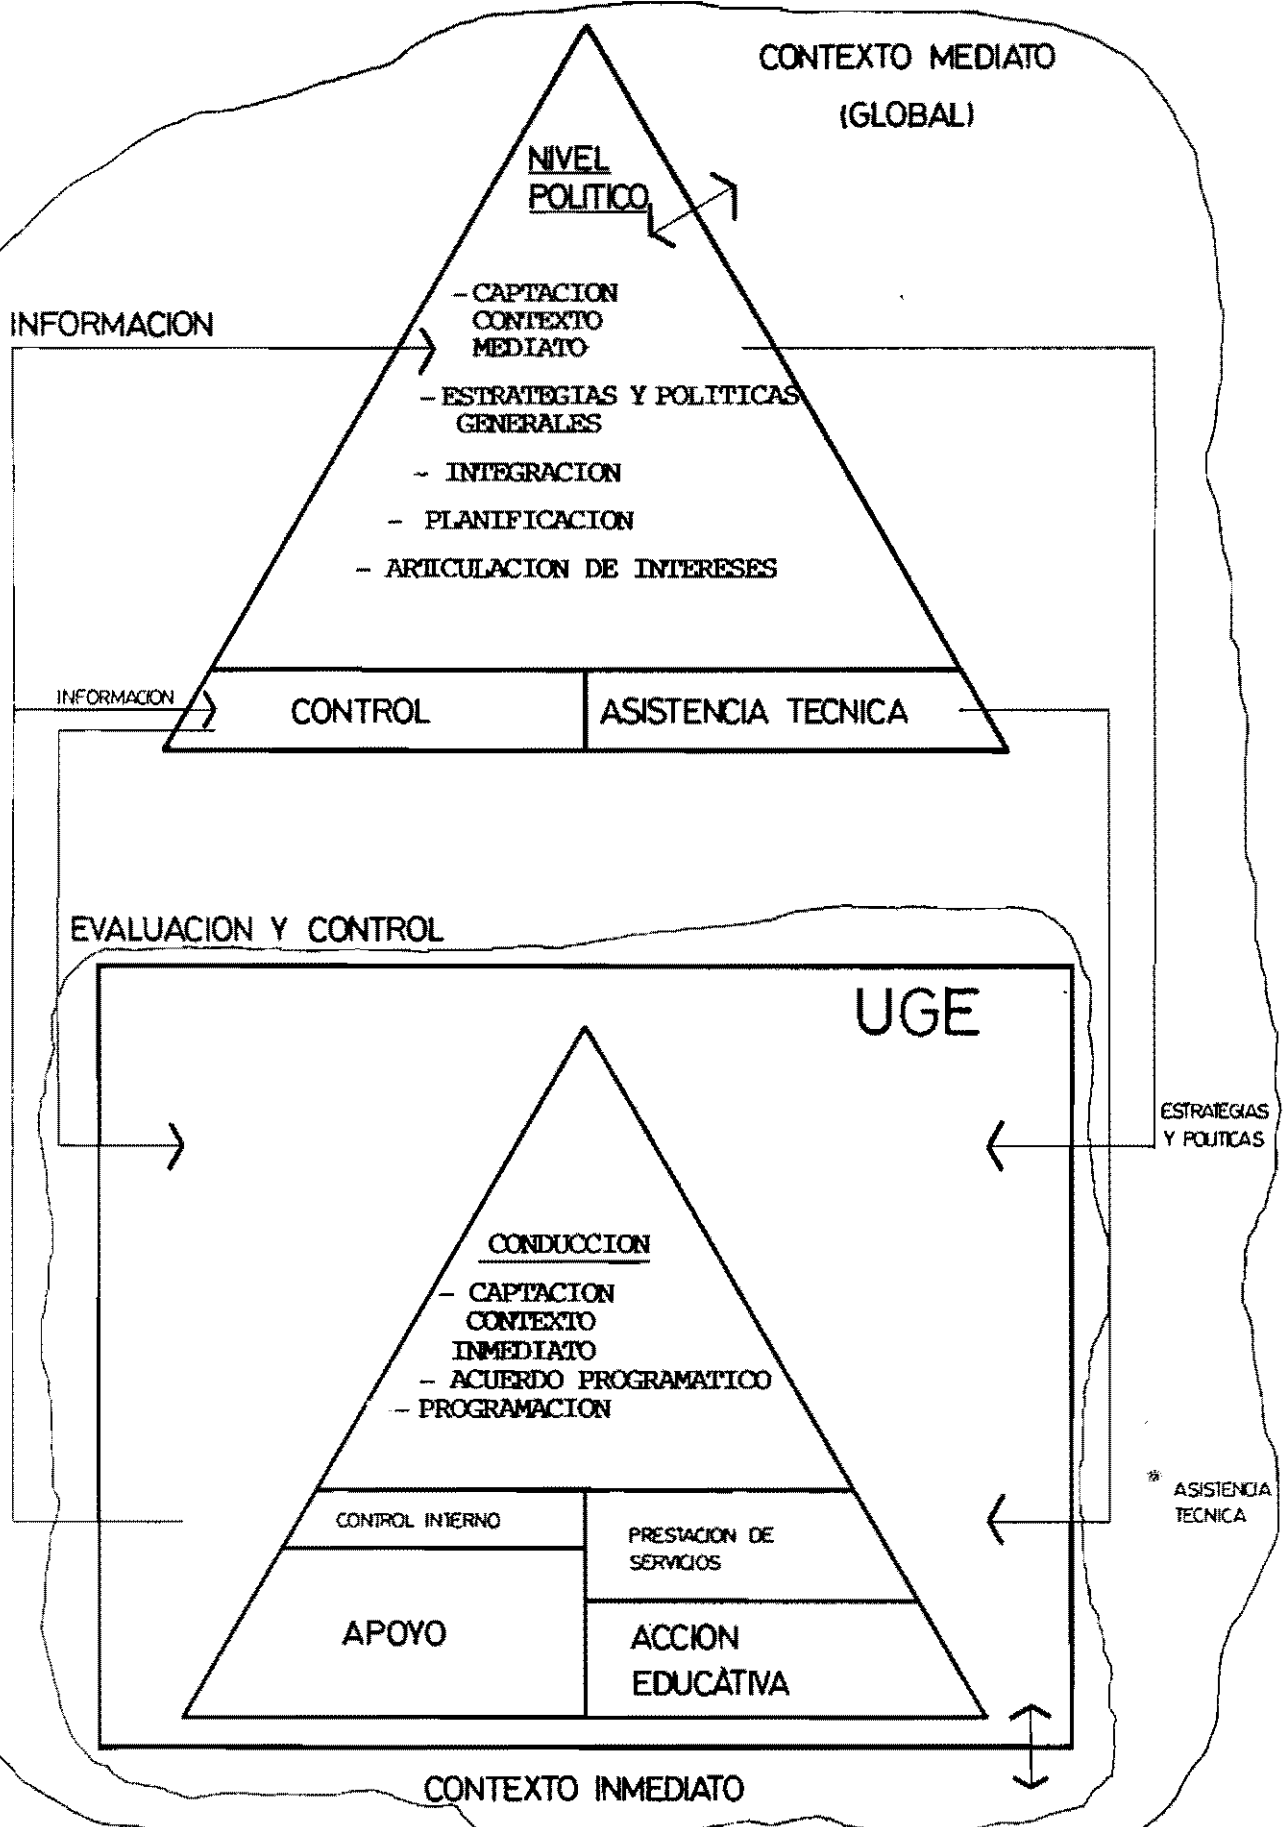 CONTEXTO MEDIATO
(GLOBAL)
NIVEL
POLITICO
INFORMACION
- CAPTACION
CONTEXTO
MEDIATO
- ESTRATEGIAS Y POLITICAS
GENERALES
- INTEGRACION
- PLANIFICACION
- ARTICULACION DE INTERESES
INFORMACION
CONTROL
ASISTENCIA TECNICA
EVALUACION Y CONTROL
UGE
ESTRATEGIAS
Y POLITICAS
CONDUCCION
- CAPTACION
CONTEXTO
INMEDIATO
- ACUERDO PROGRAMATICO
- PROGRAMACION
CONTROL INTERNO
PRESTACION DE
SERVICIOS
* ASISTENCIA
TECNICA
APOYO
ACCION
EDUCATIVA
CONTEXTO INMEDIATO